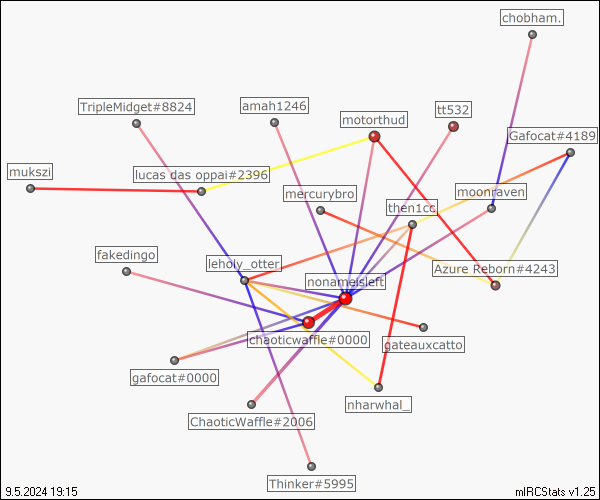 chobham.
TripleMidget#8824
amah1246
motorthud
tt532
Gafocat#4189
mukszi
lucas das oppai#2396
mercurybro
moonraven
then1cc
fakedingo
leholy_otter
nonameisleft
Azure Reborn#4243
chaoticwaffle#0000
gateauxcatto
gafocat#0000
nharwhal_
ChaoticWaffle#2006
Thinker#5995
9.5.2024 19:15
mIRCStats v1.25